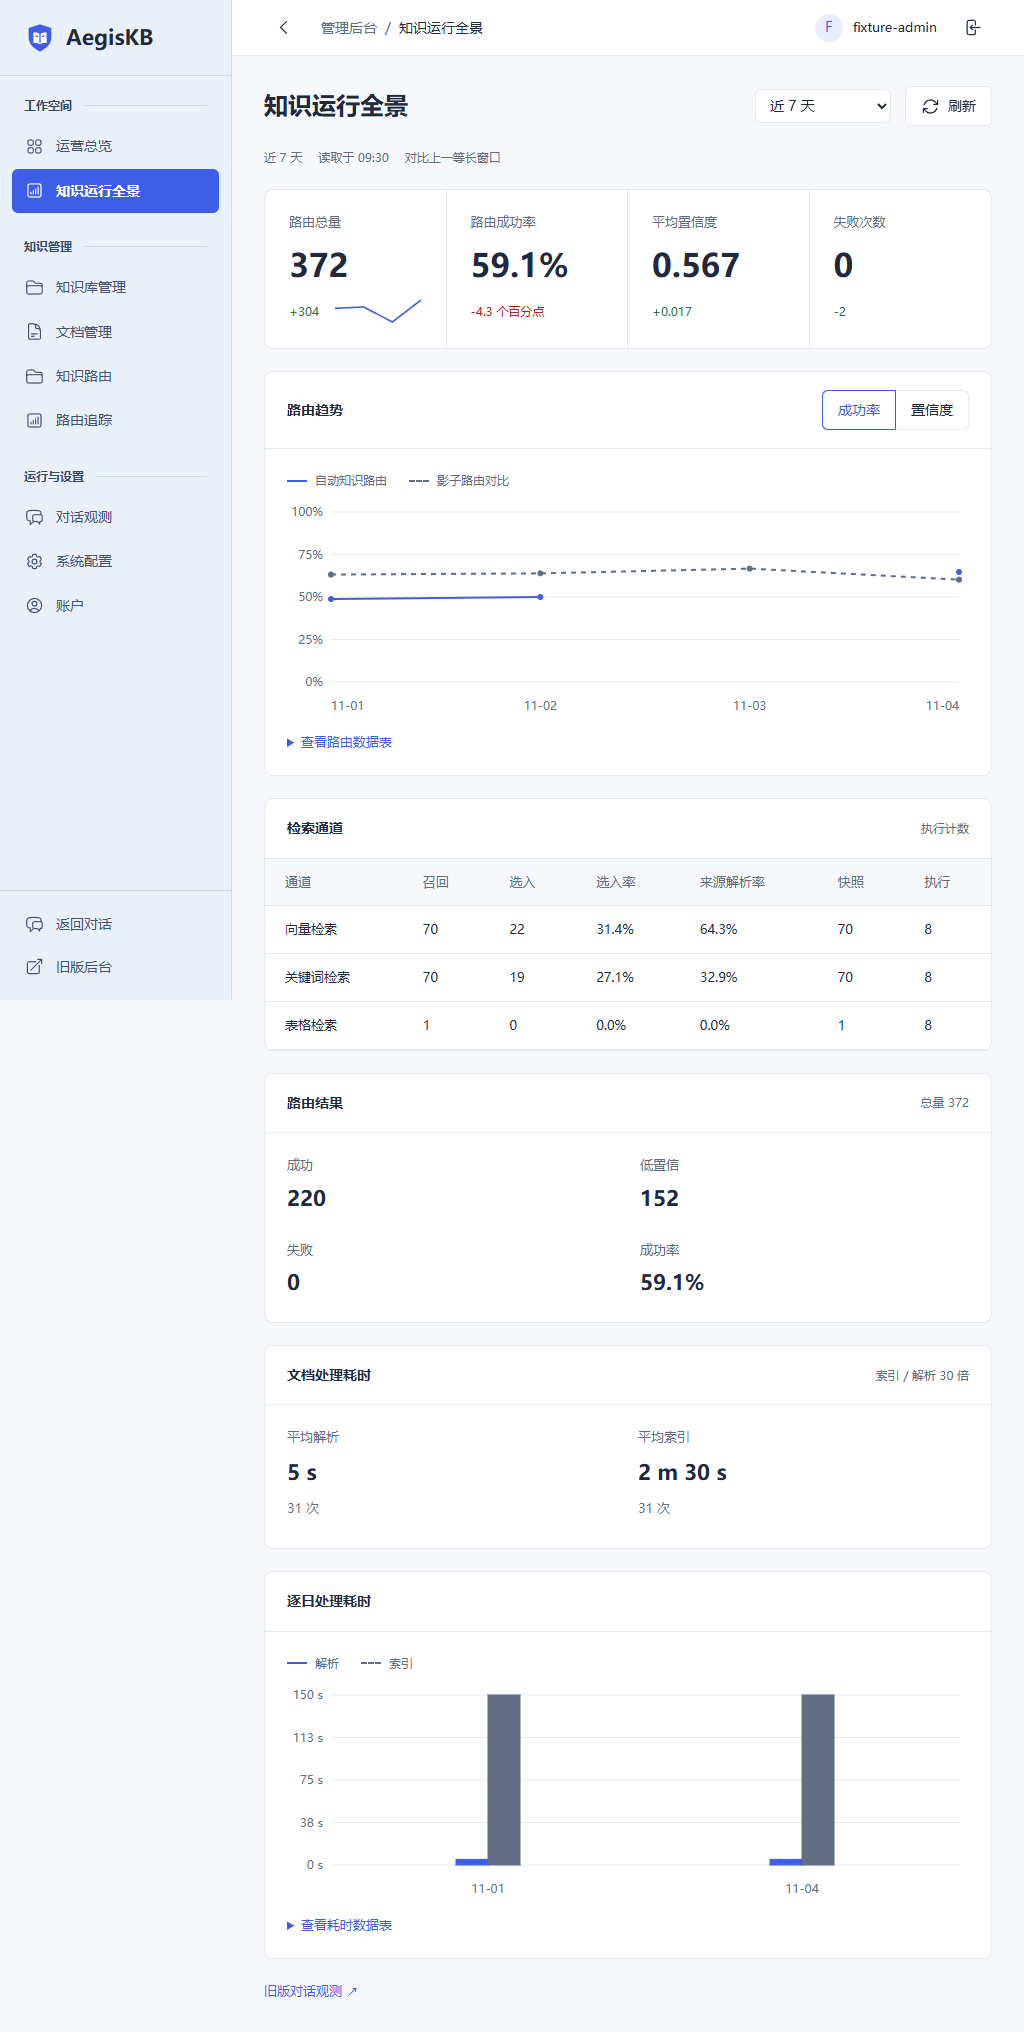 AegisKB
工作空间
运营总览
知识运行全景
知识管理
知识库管理
文档管理
知识路由
路由追踪
运行与设置
对话观测
系统配置
账户
返回对话
旧版后台
管理后台 / 知识运行全景
F fixture-admin
知识运行全景
近 7 天
刷新
近 7 天 读取于 09:30 对比上一等长窗口
路由总量
372
+304
路由成功率
59.1%
-4.3 个百分点
平均置信度
0.567
+0.017
失败次数
0
-2
路由趋势
成功率 置信度
自动知识路由 影子路由对比
100%
75%
50%
25%
0%
11-01 11-02 11-03 11-04
查看路由数据表
检索通道 执行计数
通道 召回 选入 选入率 来源解析率 快照 执行
向量检索 70 22 31.4% 64.3% 70 8
关键词检索 70 19 27.1% 32.9% 70 8
表格检索 1 0 0.0% 0.0% 1 8
路由结果 总量 372
成功 低置信
220 152
失败 成功率
0 59.1%
文档处理耗时 索引 / 解析 30 倍
平均解析 平均索引
5 s 2 m 30 s
31 次 31 次
逐日处理耗时
解析 索引
150 s
113 s
75 s
38 s
0 s
11-01 11-04
查看耗时数据表
旧版对话观测 ↗